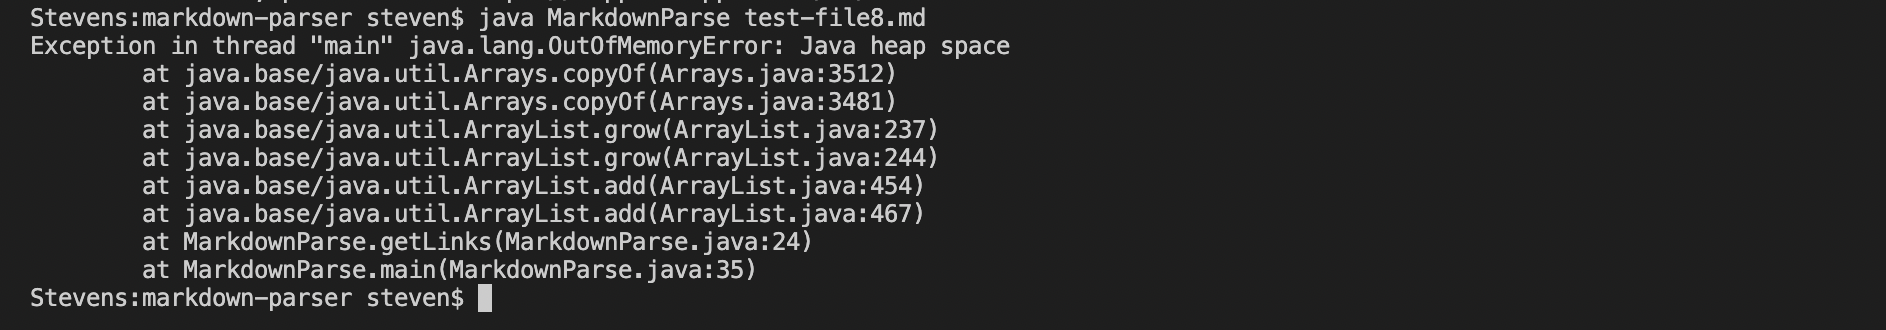 Stevens:markdown-parser steven$ java MarkdownParse test-file8.md
Exception in thread "main" java.lang.OutOfMemoryError: Java heap space
        at java.base/java.util.Arrays.copyOf(Arrays.java:3512)
        at java.base/java.util.Arrays.copyOf(Arrays.java:3481)
        at java.base/java.util.ArrayList.grow(ArrayList.java:237)
        at java.base/java.util.ArrayList.grow(ArrayList.java:244)
        at java.base/java.util.ArrayList.add(ArrayList.java:454)
        at java.base/java.util.ArrayList.add(ArrayList.java:467)
        at MarkdownParse.getLinks(MarkdownParse.java:24)
        at MarkdownParse.main(MarkdownParse.java:35)
Stevens:markdown-parser steven$